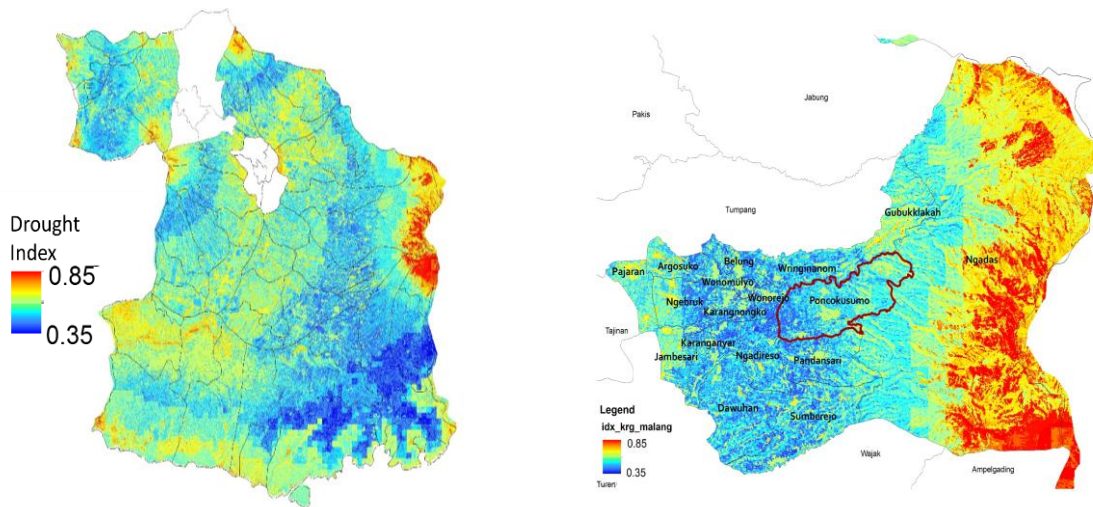 Drought
Index
0.85
0.35
Jabung
Pakis
Tumpang
Gubukklakah
Belung
Argosuko
Wringinanom
Ngadas
Pajaran
Wonomulyo
Ngebruk
Wonorejo
Poncokusumo
Karangnongko
Tajinan
Karanganyar
Jambesari
Ngadireso
Pandansari
Legend
Dawuhan
Sumberejo
idx_krg_malang
0.85
Wajak
0.35
Ampelgading
Turen